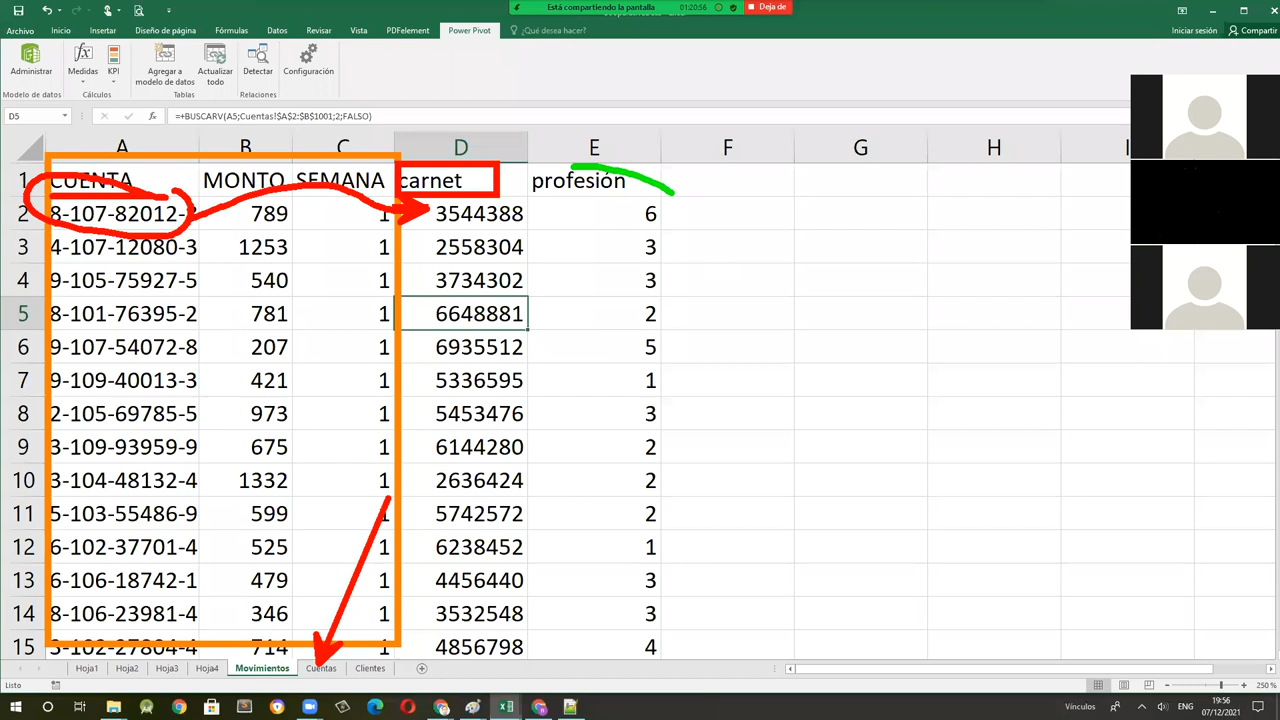 Está compartiendo la pantalla 01:20:56 Deja de
Archivo Inicio Insertar Diseño de página Fórmulas Datos Revisar Vista PDFelement Power Pivot ¿Qué desea hacer? Iniciar sesión Compartir
Administrar Medidas KPI Agregar a modelo de datos Actualizar todo Detectar Configuración
Modelo de datos Cálculos Tablas Relaciones
D5 fx =+BUSCARV(A5;Cuentas!$A$2:$B$1001;2;FALSO)
A B C D E F G H I
1 CUENTA MONTO SEMANA carnet profesión
2 8-107-82012- 789 1 3544388 6
3 4-107-12080-3 1253 1 2558304 3
4 9-105-75927-5 540 1 3734302 3
5 8-101-76395-2 781 1 6648881 2
6 9-107-54072-8 207 1 6935512 5
7 9-109-40013-3 421 1 5336595 1
8 2-105-69785-5 973 1 5453476 3
9 3-109-93959-9 675 1 6144280 2
10 3-104-48132-4 1332 1 2636424 2
11 5-103-55486-9 599 1 5742572 2
12 6-102-37701-4 525 1 6238452 1
13 6-106-18742-1 479 1 4456440 3
14 8-106-23981-4 346 1 3532548 3
15 3-102-27804-4 714 1 4856798 4
Hoja1 Hoja2 Hoja3 Hoja4 Movimientos Cuentas Clientes
Listo 250 %
Vínculos ENG 19:56
07/12/2021